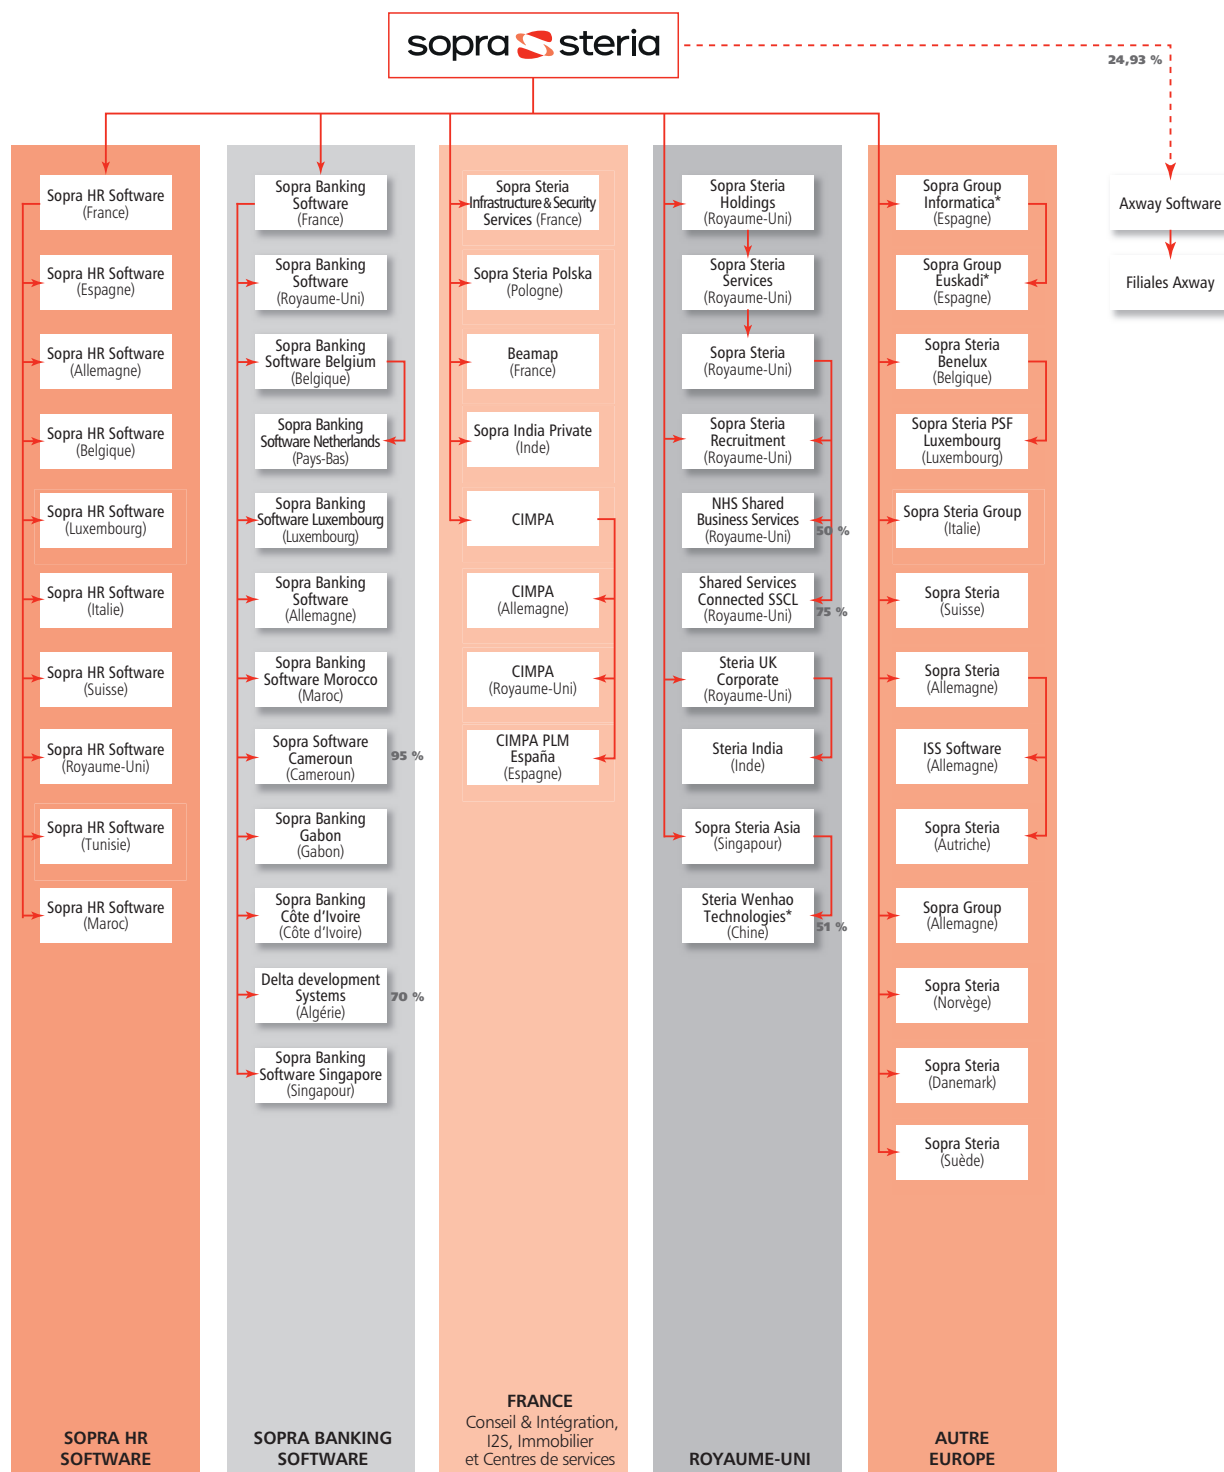 sopra steria
24,93 %
Sopra HR Software
(France)
Sopra HR Software
(Espagne)
Sopra HR Software
(Allemagne)
Sopra HR Software
(Belgique)
Sopra HR Software
(Luxembourg)
Sopra HR Software
(Italie)
Sopra HR Software
(Suisse)
Sopra HR Software
(Royaume-Uni)
Sopra HR Software
(Tunisie)
Sopra HR Software
(Maroc)
SOPRA HR
SOFTWARE
Sopra Banking
Software
(France)
Sopra Banking
Software
(Royaume-Uni)
Sopra Banking
Software Belgium
(Belgique)
Sopra Banking
Software Netherlands
(Pays-Bas)
Sopra Banking
Software Luxembourg
(Luxembourg)
Sopra Banking
Software
(Allemagne)
Sopra Banking
Software Morocco
(Maroc)
Sopra Software
Cameroun
(Cameroun)
95 %
Sopra Banking
Gabon
(Gabon)
Sopra Banking
Côte d'Ivoire
(Côte d'Ivoire)
Delta development
Systems
(Algérie)
70 %
Sopra Banking
Software Singapore
(Singapour)
SOPRA BANKING
SOFTWARE
Sopra Steria
Infrastructure & Security
Services (France)
Sopra Steria Polska
(Pologne)
Beamap
(France)
Sopra India Private
(Inde)
CIMPA
CIMPA
(Allemagne)
CIMPA
(Royaume-Uni)
CIMPA PLM
España
(Espagne)
FRANCE
Conseil & Intégration,
I2S, Immobilier
et Centres de services
Sopra Steria
Holdings
(Royaume-Uni)
Sopra Steria
Services
(Royaume-Uni)
Sopra Steria
(Royaume-Uni)
Sopra Steria
Recruitment
(Royaume-Uni)
NHS Shared
Business Services
(Royaume-Uni)
50 %
Shared Services
Connected SSCL
(Royaume-Uni)
75 %
Steria UK
Corporate
(Royaume-Uni)
Steria India
(Inde)
Sopra Steria Asia
(Singapour)
Steria Wenhao
Technologies*
(Chine)
51 %
ROYAUME-UNI
Sopra Group
Informatica*
(Espagne)
Sopra Group
Euskadi*
(Espagne)
Sopra Steria
Benelux
(Belgique)
Sopra Steria PSF
Luxembourg
(Luxembourg)
Sopra Steria Group
(Italie)
Sopra Steria
(Suisse)
Sopra Steria
(Allemagne)
ISS Software
(Allemagne)
Sopra Steria
(Autriche)
Sopra Group
(Allemagne)
Sopra Steria
(Norvège)
Sopra Steria
(Danemark)
Sopra Steria
(Suède)
AUTRE
EUROPE
Axway Software
Filiales Axway